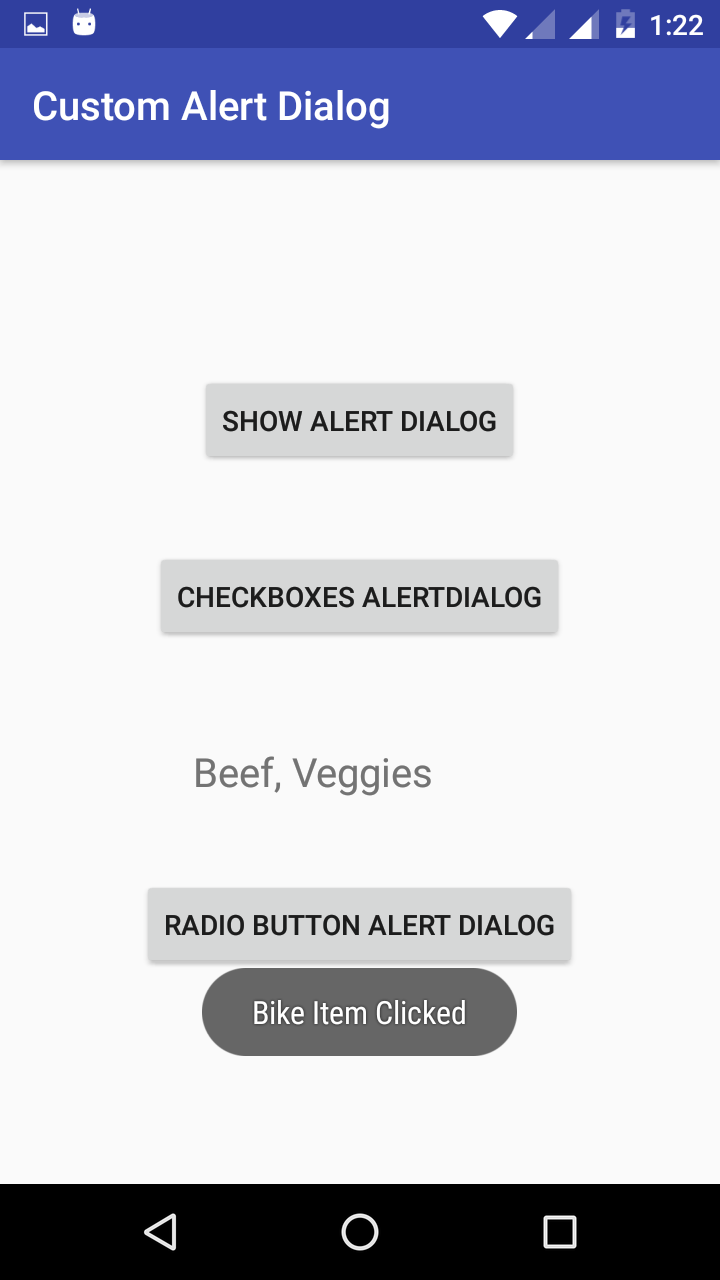 1:22
Custom Alert Dialog
SHOW ALERT DIALOG
CHECKBOXES ALERTDIALOG
Beef, Veggies
RADIO BUTTON ALERT DIALOG
Bike Item Clicked